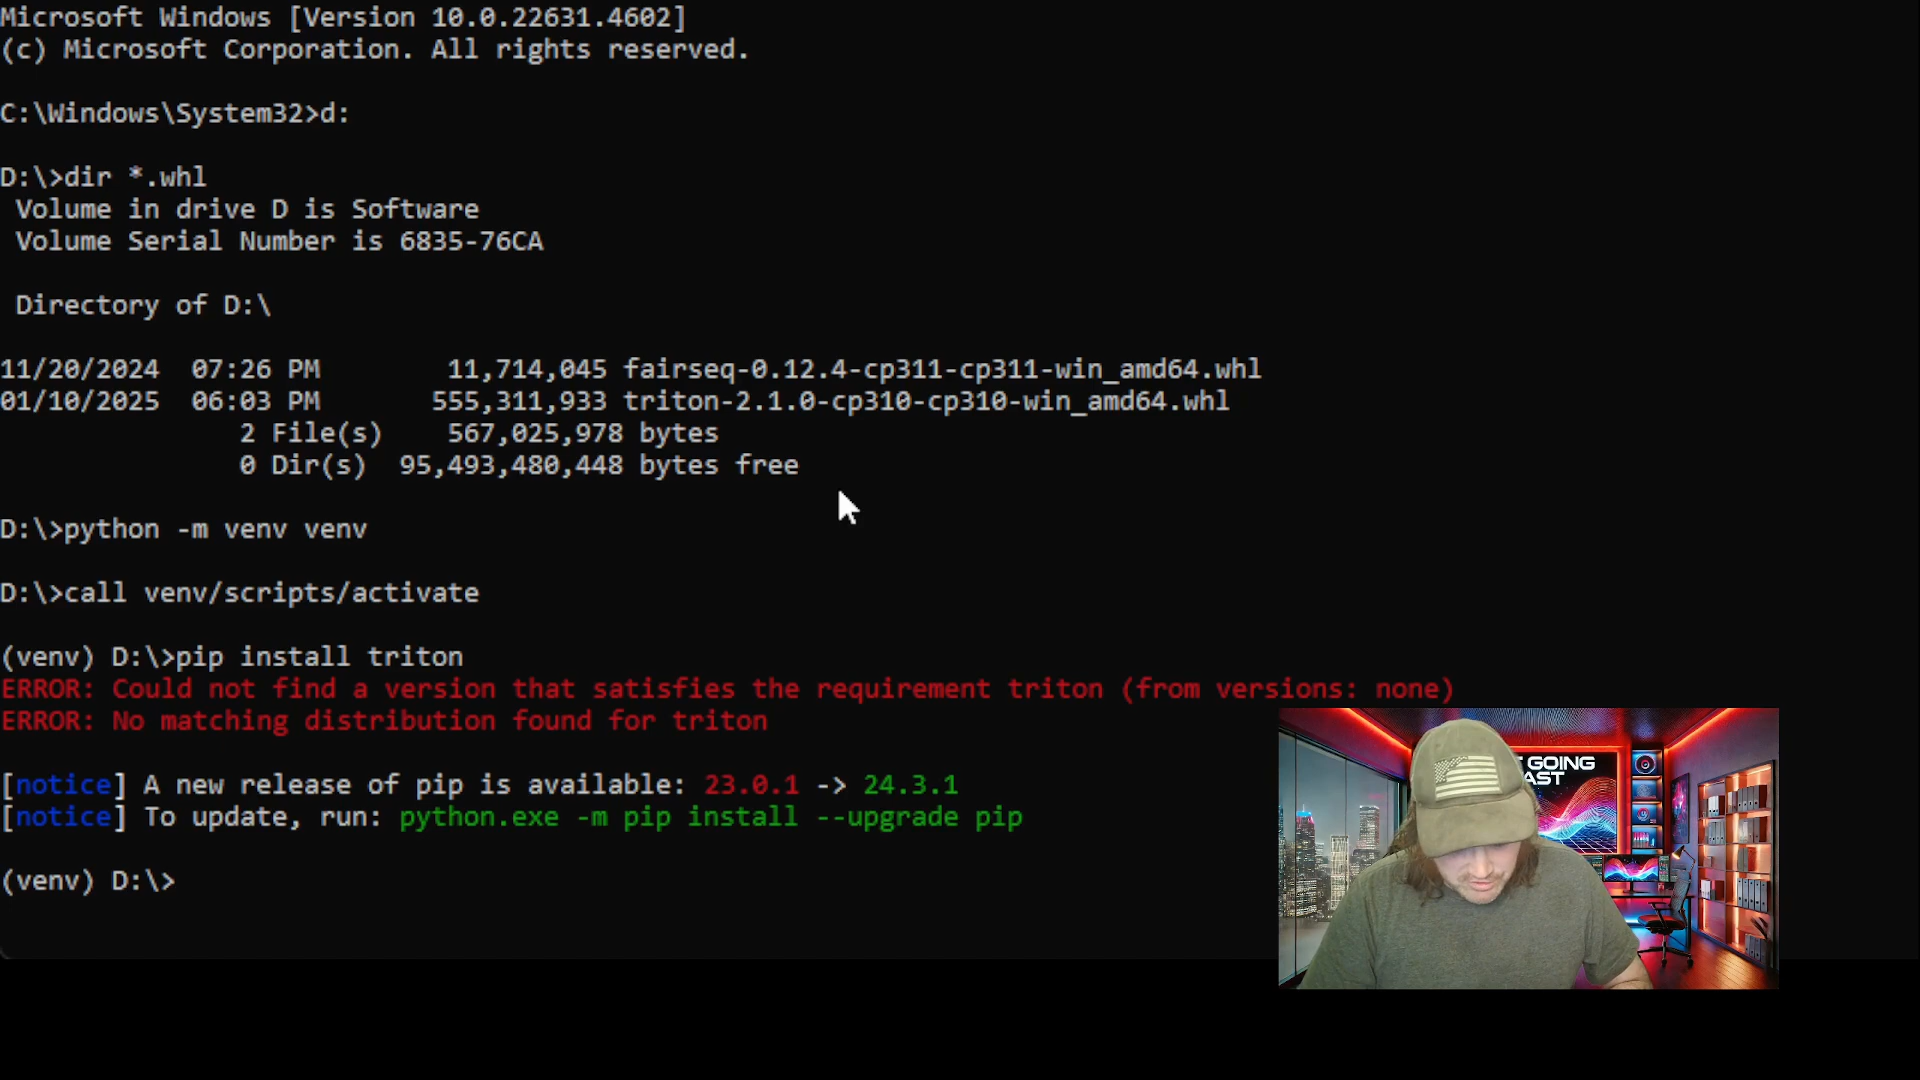 Microsoft Windows [Version 10.0.22631.4602]
(c) Microsoft Corporation. All rights reserved.
C:\Windows\System32>d:
D:\>dir *.whl
Volume in drive D is Software
Volume Serial Number is 6835-76CA
Directory of D:\
11/20/2024  07:26 PM        11,714,045 fairseq-0.12.4-cp311-cp311-win_amd64.whl
01/10/2025  06:03 PM       555,311,933 triton-2.1.0-cp310-cp310-win_amd64.whl
2 File(s)    567,025,978 bytes
0 Dir(s)  95,493,480,448 bytes free
D:\>python -m venv venv
D:\>call venv/scripts/activate
(venv) D:\>pip install triton
ERROR: Could not find a version that satisfies the requirement triton (from versions: none)
ERROR: No matching distribution found for triton
[notice] A new release of pip is available: 23.0.1 -> 24.3.1
[notice] To update, run: python.exe -m pip install --upgrade pip
(venv) D:\>
GOING